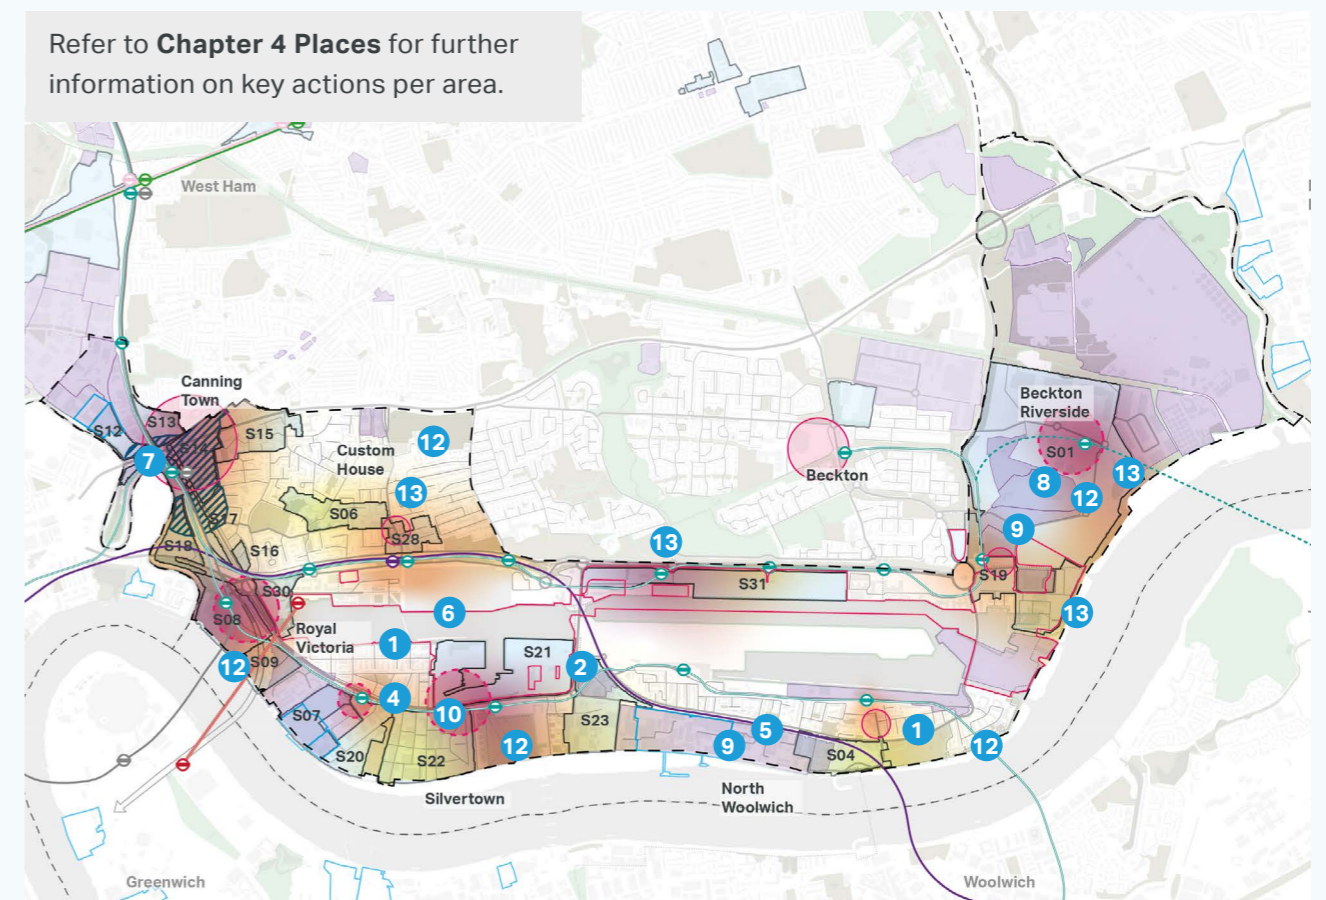 Refer to Chapter 4 Places for further
information on key actions per area.
West Ham
Canning
Town
S13
S12
S15
7
Custom
House
12
13
S06
S28
S17
S18
S16
S30
S08
Royal
Victoria
6
1
12
S09
4
10
S21
2
S07
S20
S22
12
S23
Silvertown
13
S31
Beckton
Beckton
Riverside
S01
8
12
13
9
S19
13
5
9
S04
1
12
North
Woolwich
Greenwich
Woolwich